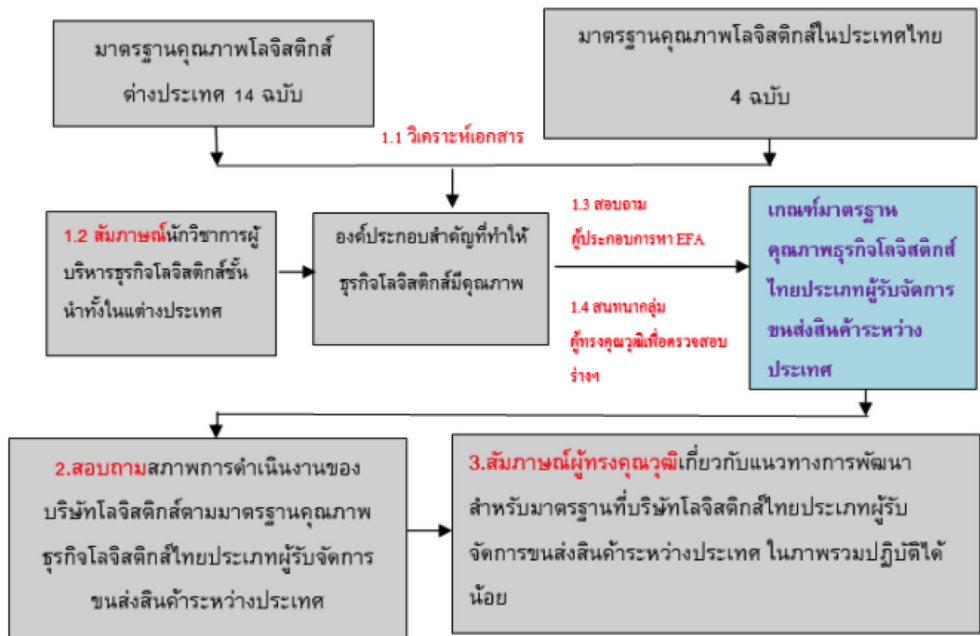 มาตรฐานคุณภาพโลจิสติกส์
ต่างประเทศ 14 ฉบับ
มาตรฐานคุณภาพโลจิสติกส์ในประเทศไทย
4 ฉบับ
1.1 วิเคราะห์เอกสาร
1.2 สัมภาษณ์นักวิชาการผู้
บริหารธุรกิจโลจิสติกส์ชั้น
นำทั้งในแต่างประเทศ
องค์ประกอบสำคัญที่ทำให้
ธุรกิจโลจิสติกส์มีคุณภาพ
1.3 สอบถาม
ผู้ประกอบการหา EFA
1.4 สนทนากลุ่ม
ผู้ทรงคุณวุฒิเพื่อตรวจสอบ
ร่างฯ
เกณฑ์มาตรฐาน
คุณภาพธุรกิจโลจิสติกส์
ไทยประเภทผู้รับจัดการ
ขนส่งสินค้าระหว่าง
ประเทศ
2.สอบถามสภาพการดำเนินงานของ
บริษัทโลจิสติกส์ตามมาตรฐานคุณภาพ
ธุรกิจโลจิสติกส์ไทยประเภทผู้รับจัดการ
ขนส่งสินค้าระหว่างประเทศ
3.สัมภาษณ์ผู้ทรงคุณวุฒิเกี่ยวกับแนวทางการพัฒนา
สำหรับมาตรฐานที่บริษัทโลจิสติกส์ไทยประเภทผู้รับ
จัดการขนส่งสินค้าระหว่างประเทศ ในภาพรวมปฏิบัติได้
น้อย